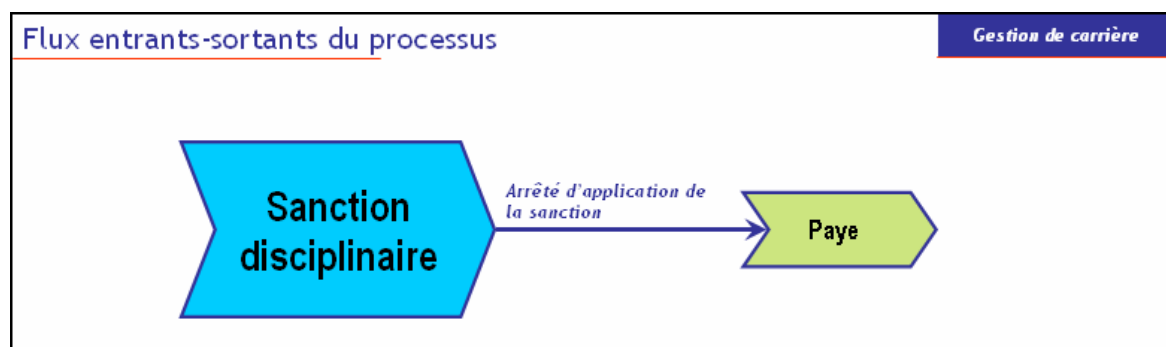 Flux entrants-sortants du processus
Gestion de carrière
Sanction
disciplinaire
Arrêté d'application de
la sanction
Paye